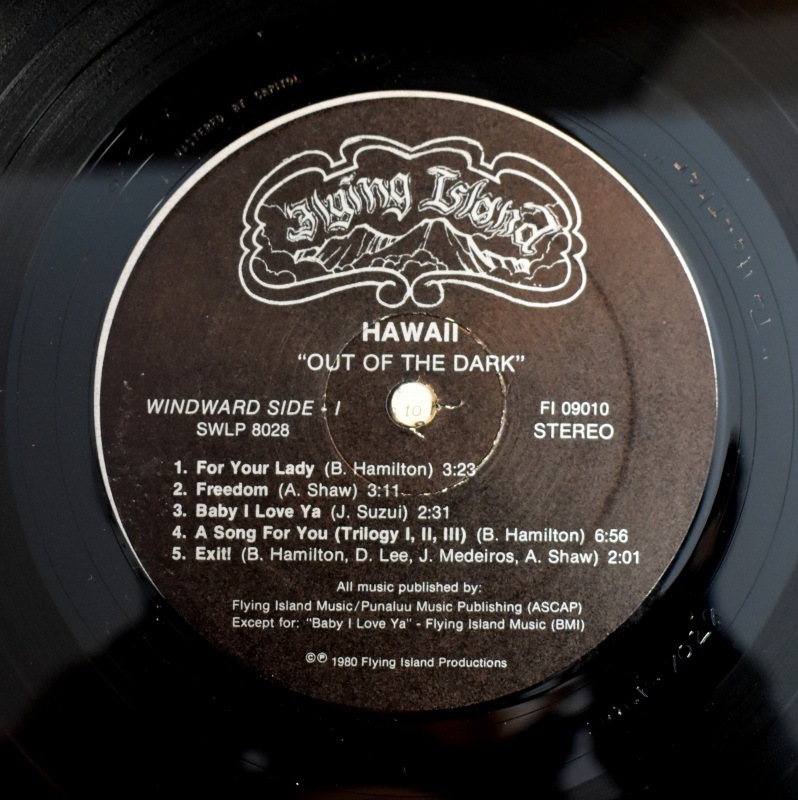 MASTERED BY CAPITOL
Flying Island
HAWAII
“OUT OF THE DARK”
WINDWARD SIDE - I
SWLP 8028
FI 09010
STEREO
1. For Your Lady (B. Hamilton) 3:23
2. Freedom (A. Shaw) 3:11
3. Baby I Love Ya (J. Suzui) 2:31
4. A Song For You (Trilogy I, II, III) (B. Hamilton) 6:56
5. Exit! (B. Hamilton, D. Lee, J. Medeiros, A. Shaw) 2:01
All music published by:
Flying Island Music/Punaluu Music Publishing (ASCAP)
Except for: "Baby I Love Ya" - Flying Island Music (BMI)
©℗ 1980 Flying Island Productions